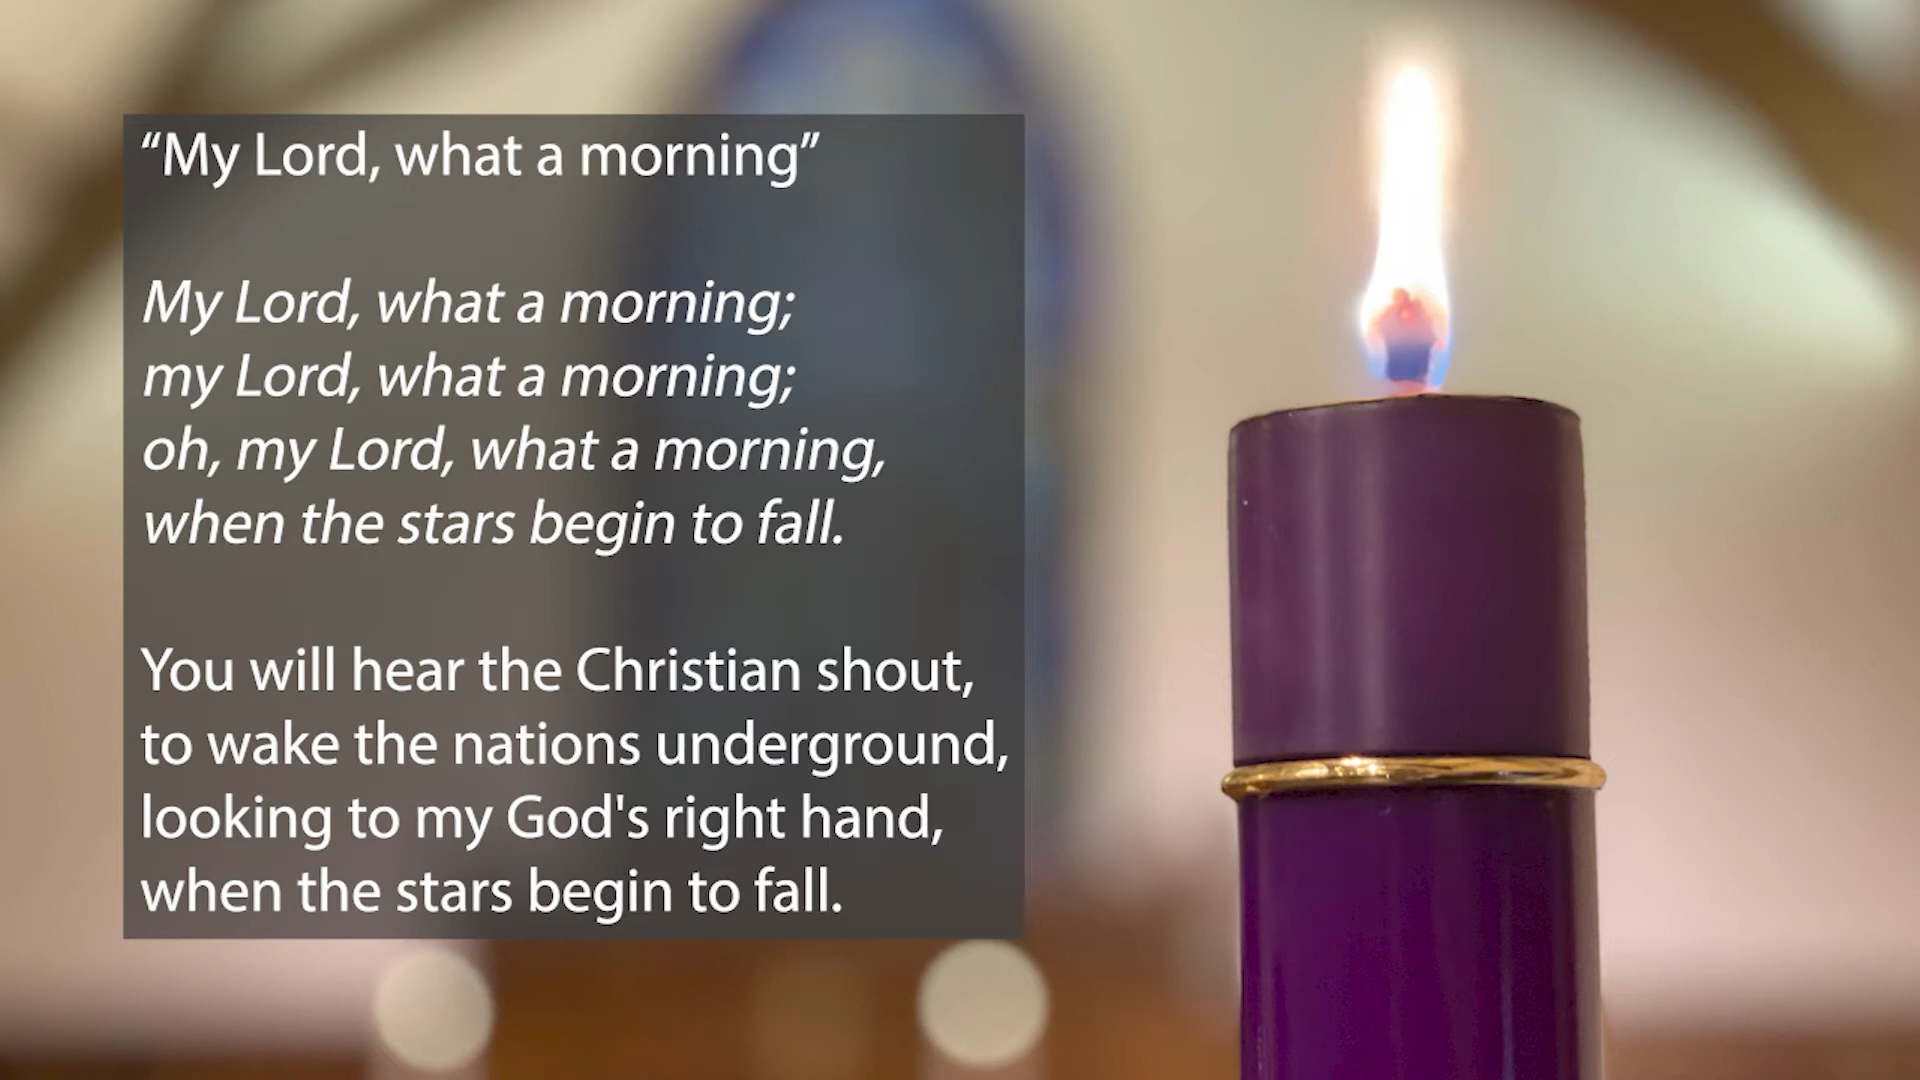 “My Lord, what a morning”
My Lord, what a morning;
my Lord, what a morning;
oh, my Lord, what a morning,
when the stars begin to fall.
You will hear the Christian shout,
to wake the nations underground,
looking to my God's right hand,
when the stars begin to fall.